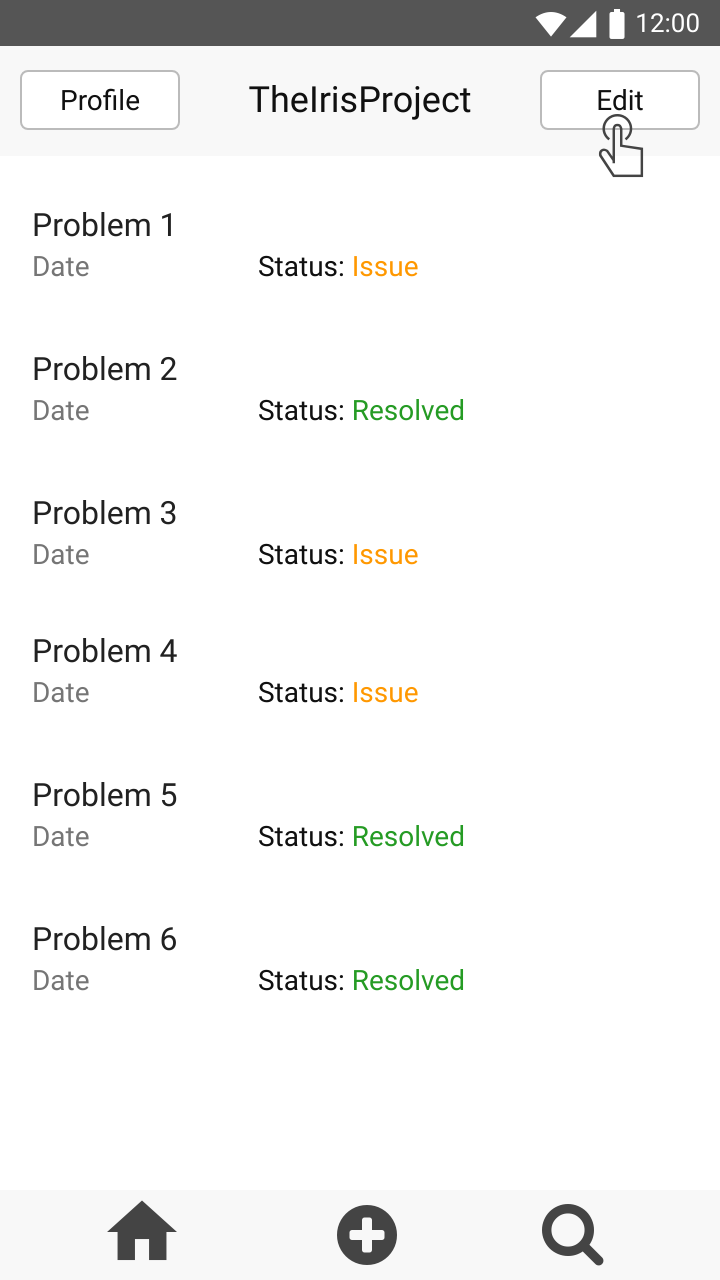 12:00
Profile TheIrisProject Edit
Problem 1
Date Status: Issue
Problem 2
Date Status: Resolved
Problem 3
Date Status: Issue
Problem 4
Date Status: Issue
Problem 5
Date Status: Resolved
Problem 6
Date Status: Resolved